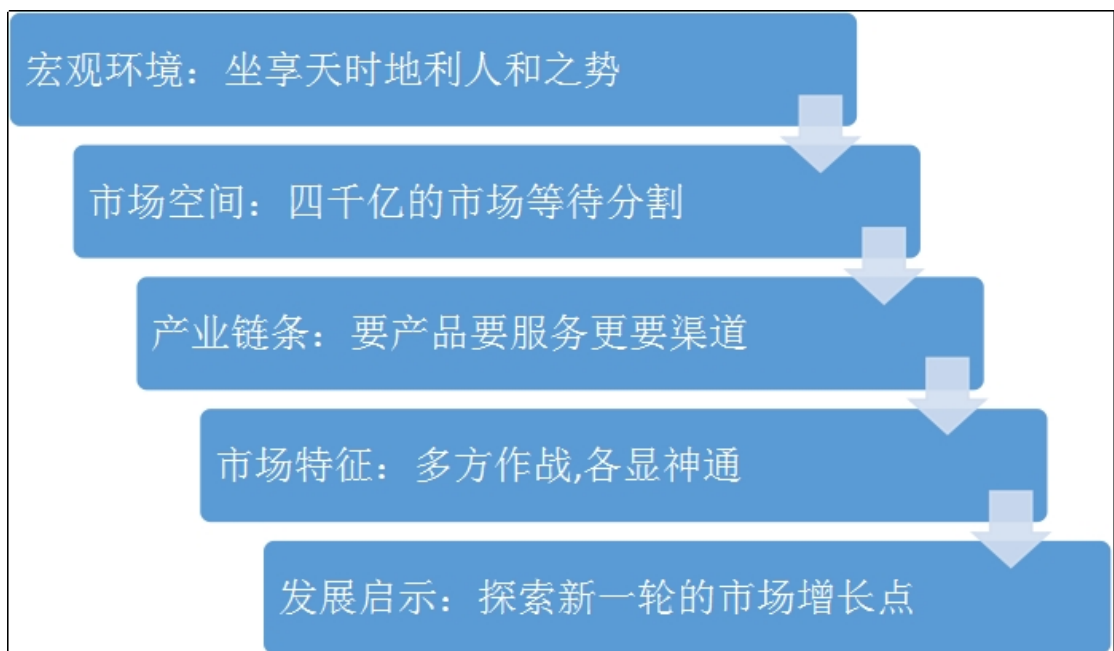 宏观环境：坐享天时地利人和之势
市场空间：四千亿的市场等待分割
产业链条：要产品要服务更要渠道
市场特征：多方作战,各显神通
发展启示：探索新一轮的市场增长点